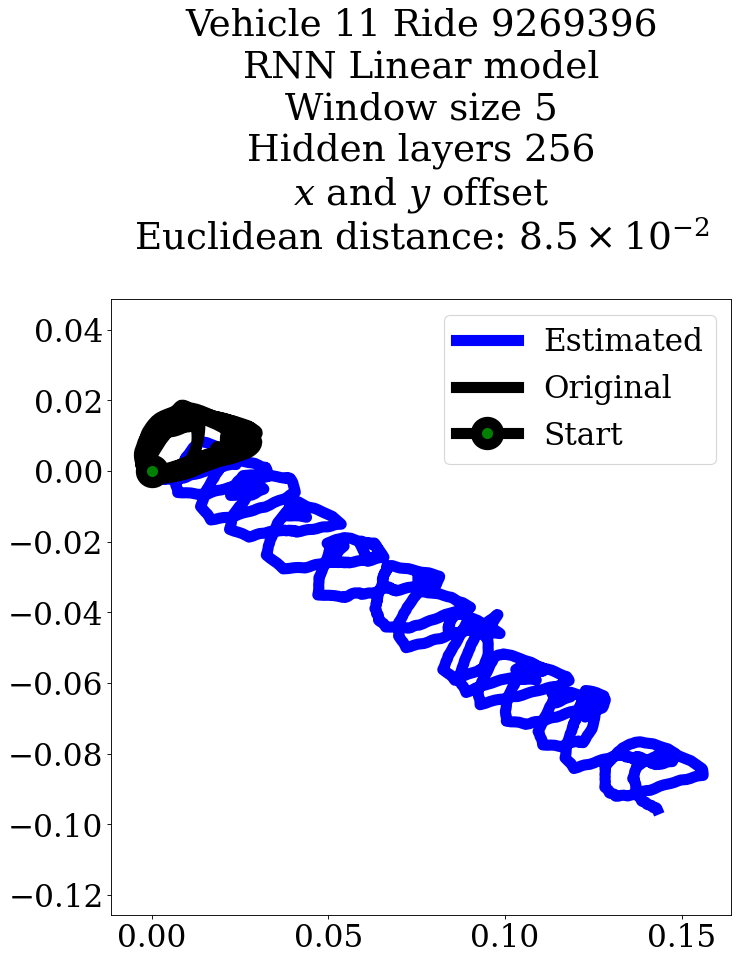 Vehicle 11 Ride 9269396
RNN Linear model
Window size 5
Hidden layers 256
x and y offset
Euclidean distance: 8.5 × 10⁻²
Estimated
Original
Start
0.04
0.02
0.00
−0.02
−0.04
−0.06
−0.08
−0.10
−0.12
0.00 0.05 0.10 0.15